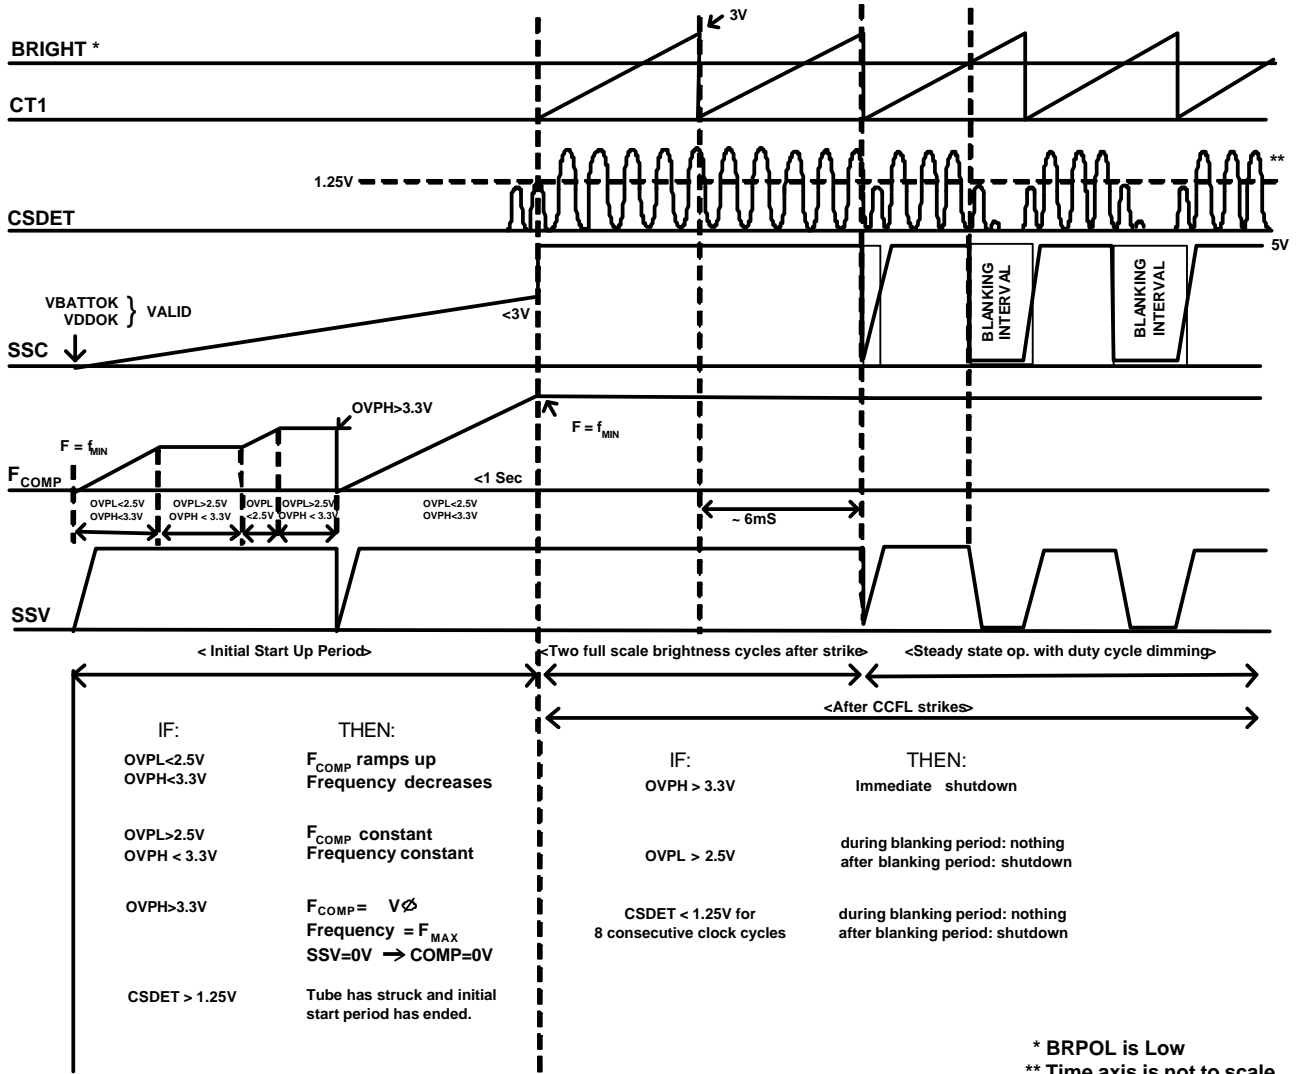 3V
BRIGHT *
CT1
1.25V
**
CSDET
5V
VBATTOK
VDDOK } VALID
<3V
BLANKING
INTERVAL
BLANKING
INTERVAL
SSC
OVPH>3.3V
F = fMIN
F = fMIN
FCOMP
<1 Sec
OVPL<2.5V
OVPH<3.3V
OVPL>2.5V
OVPH < 3.3V
OVPL
<2.5V
OVPL>2.5V
OVPH < 3.3V
OVPL<2.5V
OVPH<3.3V
~ 6mS
SSV
< Initial Start Up Period>
<Two full scale brightness cycles after strike>
<Steady state op. with duty cycle dimming>
<After CCFL strikes>
IF: THEN:
OVPL<2.5V
OVPH<3.3V
FCOMP ramps up
Frequency decreases
OVPL>2.5V
OVPH < 3.3V
FCOMP constant
Frequency constant
OVPH>3.3V
FCOMP = VØ
Frequency = FMAX
SSV=0V → COMP=0V
CSDET > 1.25V
Tube has struck and initial
start period has ended.
IF: THEN:
OVPH > 3.3V
Immediate shutdown
OVPL > 2.5V
during blanking period: nothing
after blanking period: shutdown
CSDET < 1.25V for
8 consecutive clock cycles
during blanking period: nothing
after blanking period: shutdown
* BRPOL is Low
** Time axis is not to scale